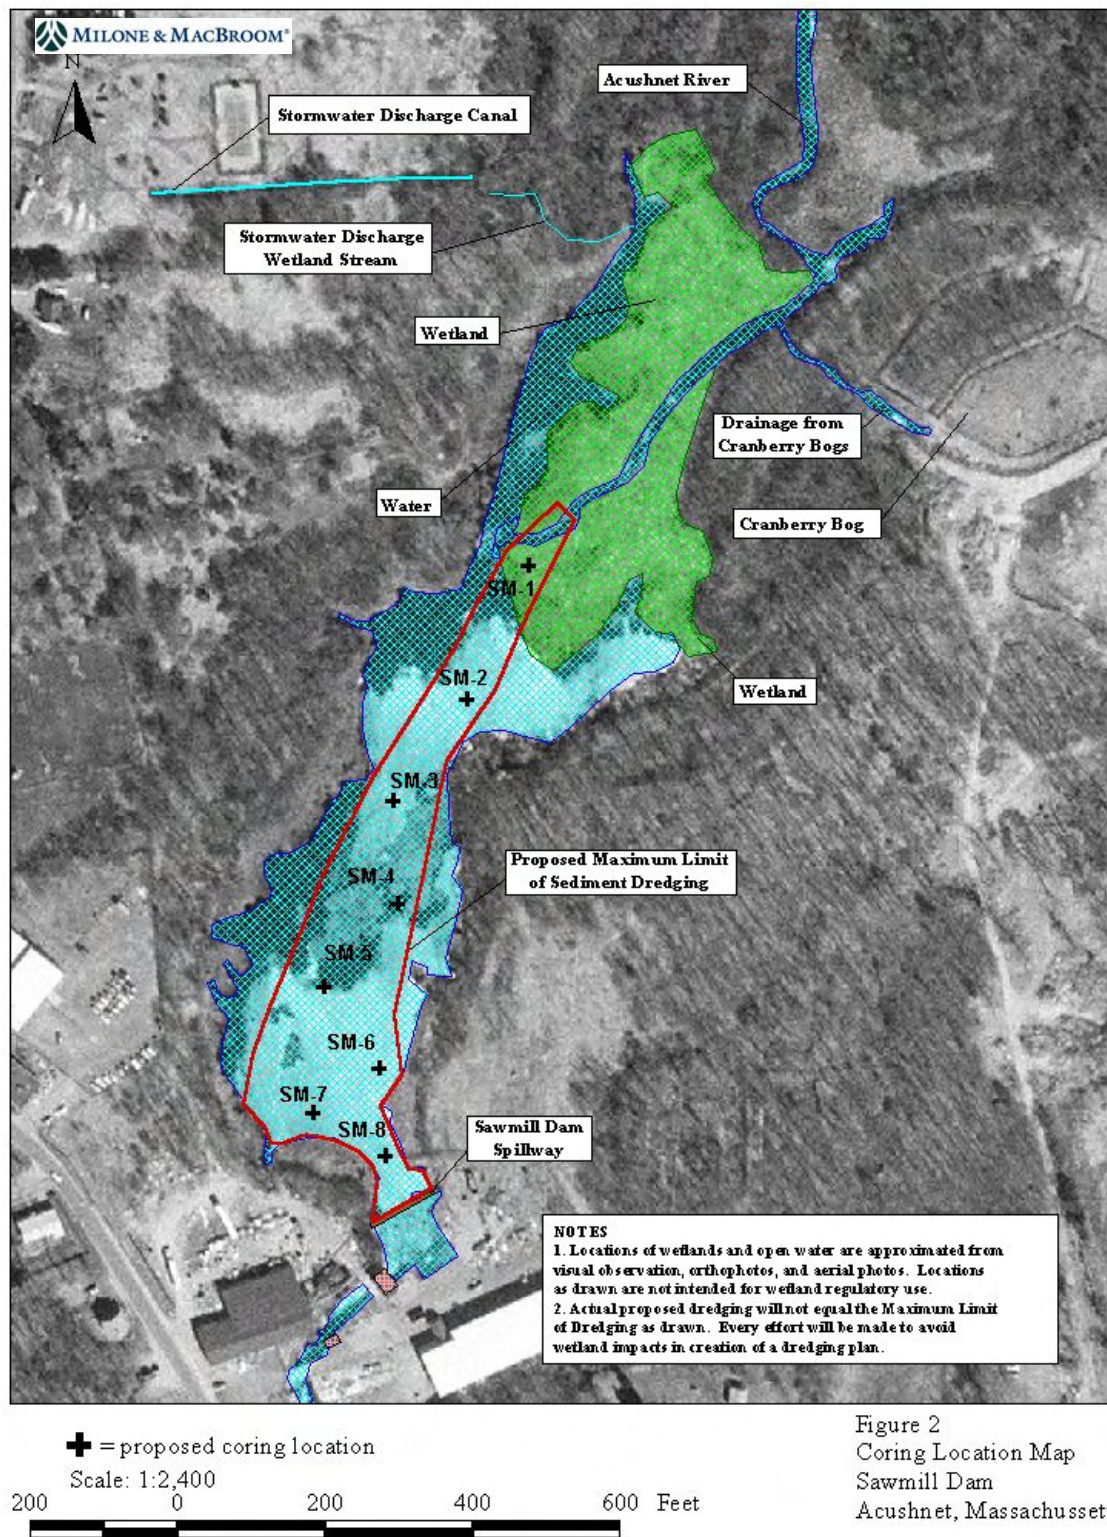 MILONE & MACBROOM®
N
Acushnet River
Stormwater Discharge Canal
Stormwater Discharge
Wetland Stream
Wetland
Drainage from
Cranberry Bogs
Water
Cranberry Bog
SM-1
SM-2
Wetland
SM-3
Proposed Maximum Limit
of Sediment Dredging
SM-4
SM-5
SM-6
SM-7
SM-8
Sawmill Dam
Spillway
NOTES
1. Locations of wetlands and open water are approximated from
visual observation, orthophotos, and aerial photos. Locations
as drawn are not intended for wetland regulatory use.
2. Actual proposed dredging will not equal the Maximum Limit
of Dredging as drawn. Every effort will be made to avoid
wetland impacts in creation of a dredging plan.
= proposed coring location
Scale: 1:2,400
200 0 200 400 600 Feet
Figure 2
Coring Location Map
Sawmill Dam
Acushnet, Massachusset